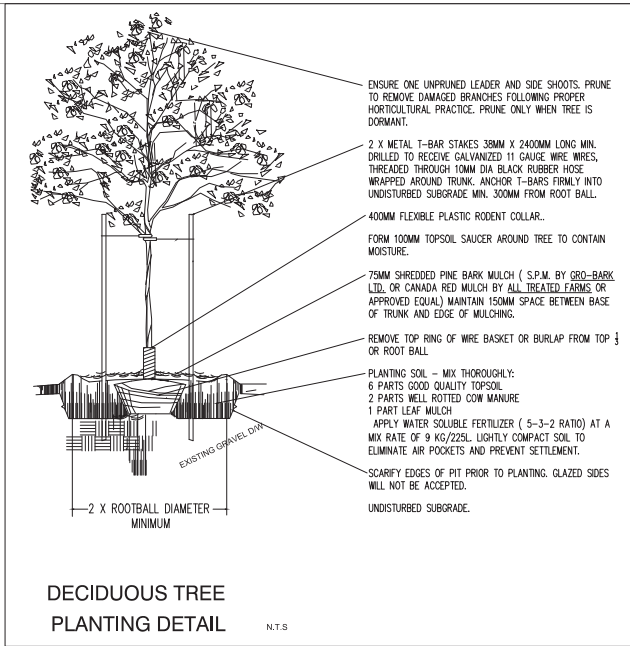 ENSURE ONE UNPRUNED LEADER AND SIDE SHOOTS. PRUNE
TO REMOVE DAMAGED BRANCHES FOLLOWING PROPER
HORTICULTURAL PRACTICE. PRUNE ONLY WHEN TREE IS
DORMANT.
2 X METAL T-BAR STAKES 38MM X 2400MM LONG MIN.
DRILLED TO RECEIVE GALVANIZED 11 GAUGE WIRE WIRES,
THREADED THROUGH 10MM DIA BLACK RUBBER HOSE
WRAPPED AROUND TRUNK. ANCHOR T-BARS FIRMLY INTO
UNDISTURBED SUBGRADE MIN. 300MM FROM ROOT BALL.
400MM FLEXIBLE PLASTIC RODENT COLLAR..
FORM 100MM TOPSOIL SAUCER AROUND TREE TO CONTAIN
MOISTURE.
75MM SHREDDED PINE BARK MULCH ( S.P.M. BY GRO-BARK
LTD. OR CANADA RED MULCH BY ALL TREATED FARMS OR
APPROVED EQUAL) MAINTAIN 150MM SPACE BETWEEN BASE
OF TRUNK AND EDGE OF MULCHING.
REMOVE TOP RING OF WIRE BASKET OR BURLAP FROM TOP 1/3
OR ROOT BALL
PLANTING SOIL - MIX THOROUGHLY:
6 PARTS GOOD QUALITY TOPSOIL
2 PARTS WELL ROTTED COW MANURE
1 PART LEAF MULCH
APPLY WATER SOLUBLE FERTILIZER ( 5-3-2 RATIO) AT A
MIX RATE OF 9 KG/225L. LIGHTLY COMPACT SOIL TO
ELIMINATE AIR POCKETS AND PREVENT SETTLEMENT.
EXISTING GRAVEL D/W
SCARIFY EDGES OF PIT PRIOR TO PLANTING. GLAZED SIDES
WILL NOT BE ACCEPTED.
UNDISTURBED SUBGRADE.
2 X ROOTBALL DIAMETER
MINIMUM
DECIDUOUS TREE
PLANTING DETAIL N.T.S